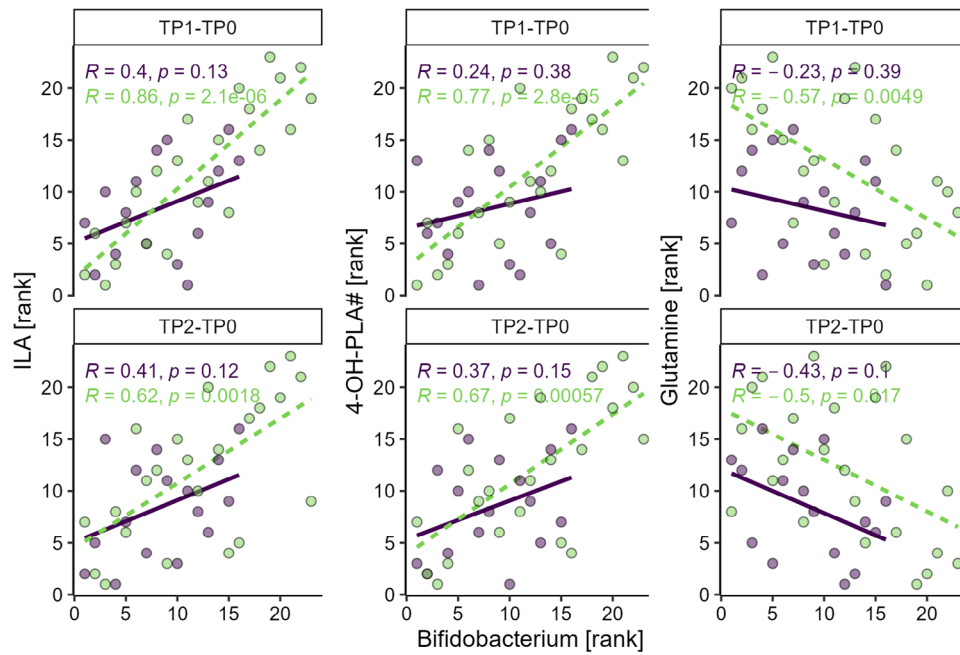 TP1-TP0
TP1-TP0
TP1-TP0
R = 0.4, p = 0.13
R = 0.86, p = 2.1e-06
R = 0.24, p = 0.38
R = 0.77, p = 2.8e-05
R = − 0.23, p = 0.39
R = − 0.57, p = 0.0049
20
15
10
5
0
20
15
10
5
0
20
15
10
5
0
ILA [rank]
4-OH-PLA# [rank]
Glutamine [rank]
TP2-TP0
TP2-TP0
TP2-TP0
R = 0.41, p = 0.12
R = 0.62, p = 0.0018
R = 0.37, p = 0.15
R = 0.67, p = 0.00057
R = − 0.43, p = 0.1
R = − 0.5, p = 0.017
20
15
10
5
0
20
15
10
5
0
20
15
10
5
0
0 5 10 15 20
0 5 10 15 20
0 5 10 15 20
Bifidobacterium [rank]